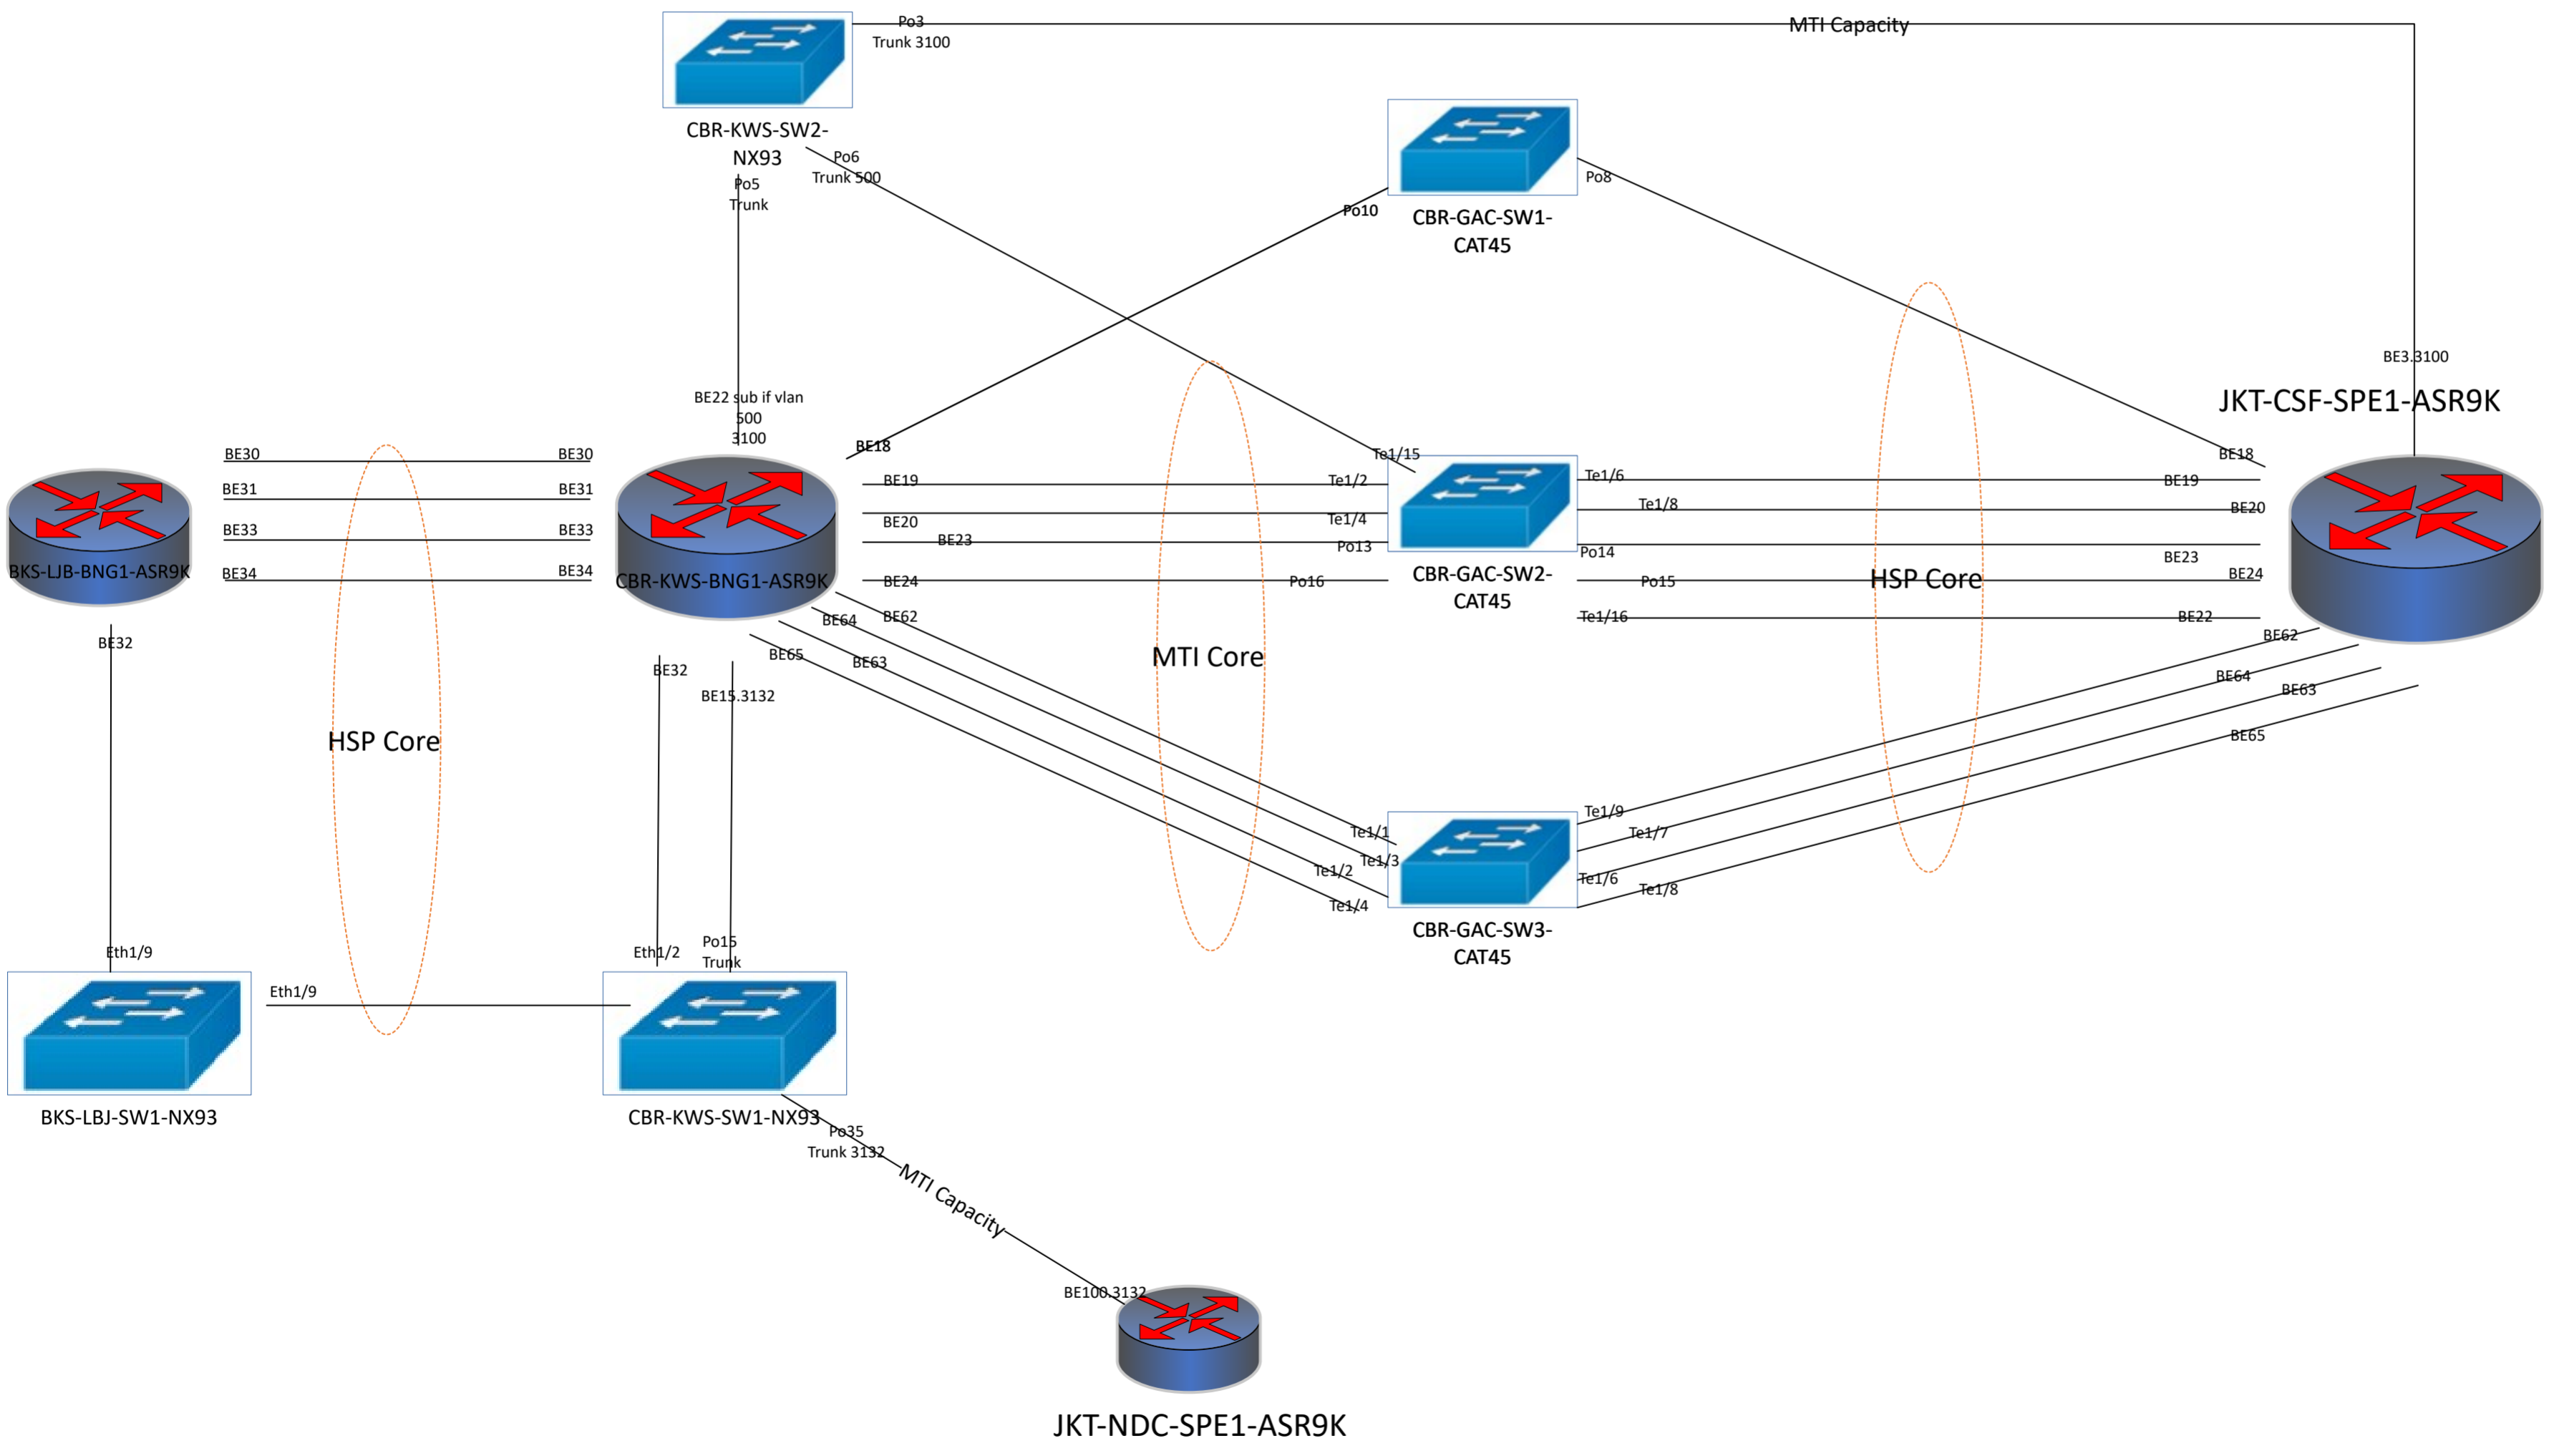 Po3
Trunk 3100
MTI Capacity
CBR-KWS-SW2-
NX93
Po6
Trunk 500
Po5
Trunk
Po10
CBR-GAC-SW1-
CAT45
Po8
BE3.3100
JKT-CSF-SPE1-ASR9K
BE22 sub if vlan
500
3100
BE18
BE18
BE30
BE30
BE31
BE31
BE33
BE33
BE34
BE34
BKS-LJB-BNG1-ASR9K
CBR-KWS-BNG1-ASR9K
BE19
BE20
BE23
BE24
Te1/15
Te1/2
Te1/4
Po13
Po16
CBR-GAC-SW2-
CAT45
Te1/6
Te1/8
Po14
Po15
Te1/16
HSP Core
BE19
BE20
BE23
BE24
BE22
BE62
BE64
BE63
BE65
BE62
BE64
BE63
BE65
MTI Core
BE32
BE32
BE15.3132
HSP Core
Te1/1
Te1/3
Te1/2
Te1/4
Te1/9
Te1/7
Te1/6
Te1/8
CBR-GAC-SW3-
CAT45
Eth1/9
Eth1/9
Eth1/2
Po15
Trunk
BKS-LBJ-SW1-NX93
CBR-KWS-SW1-NX93
Po35
Trunk 3132
MTI Capacity
BE100.3132
JKT-NDC-SPE1-ASR9K